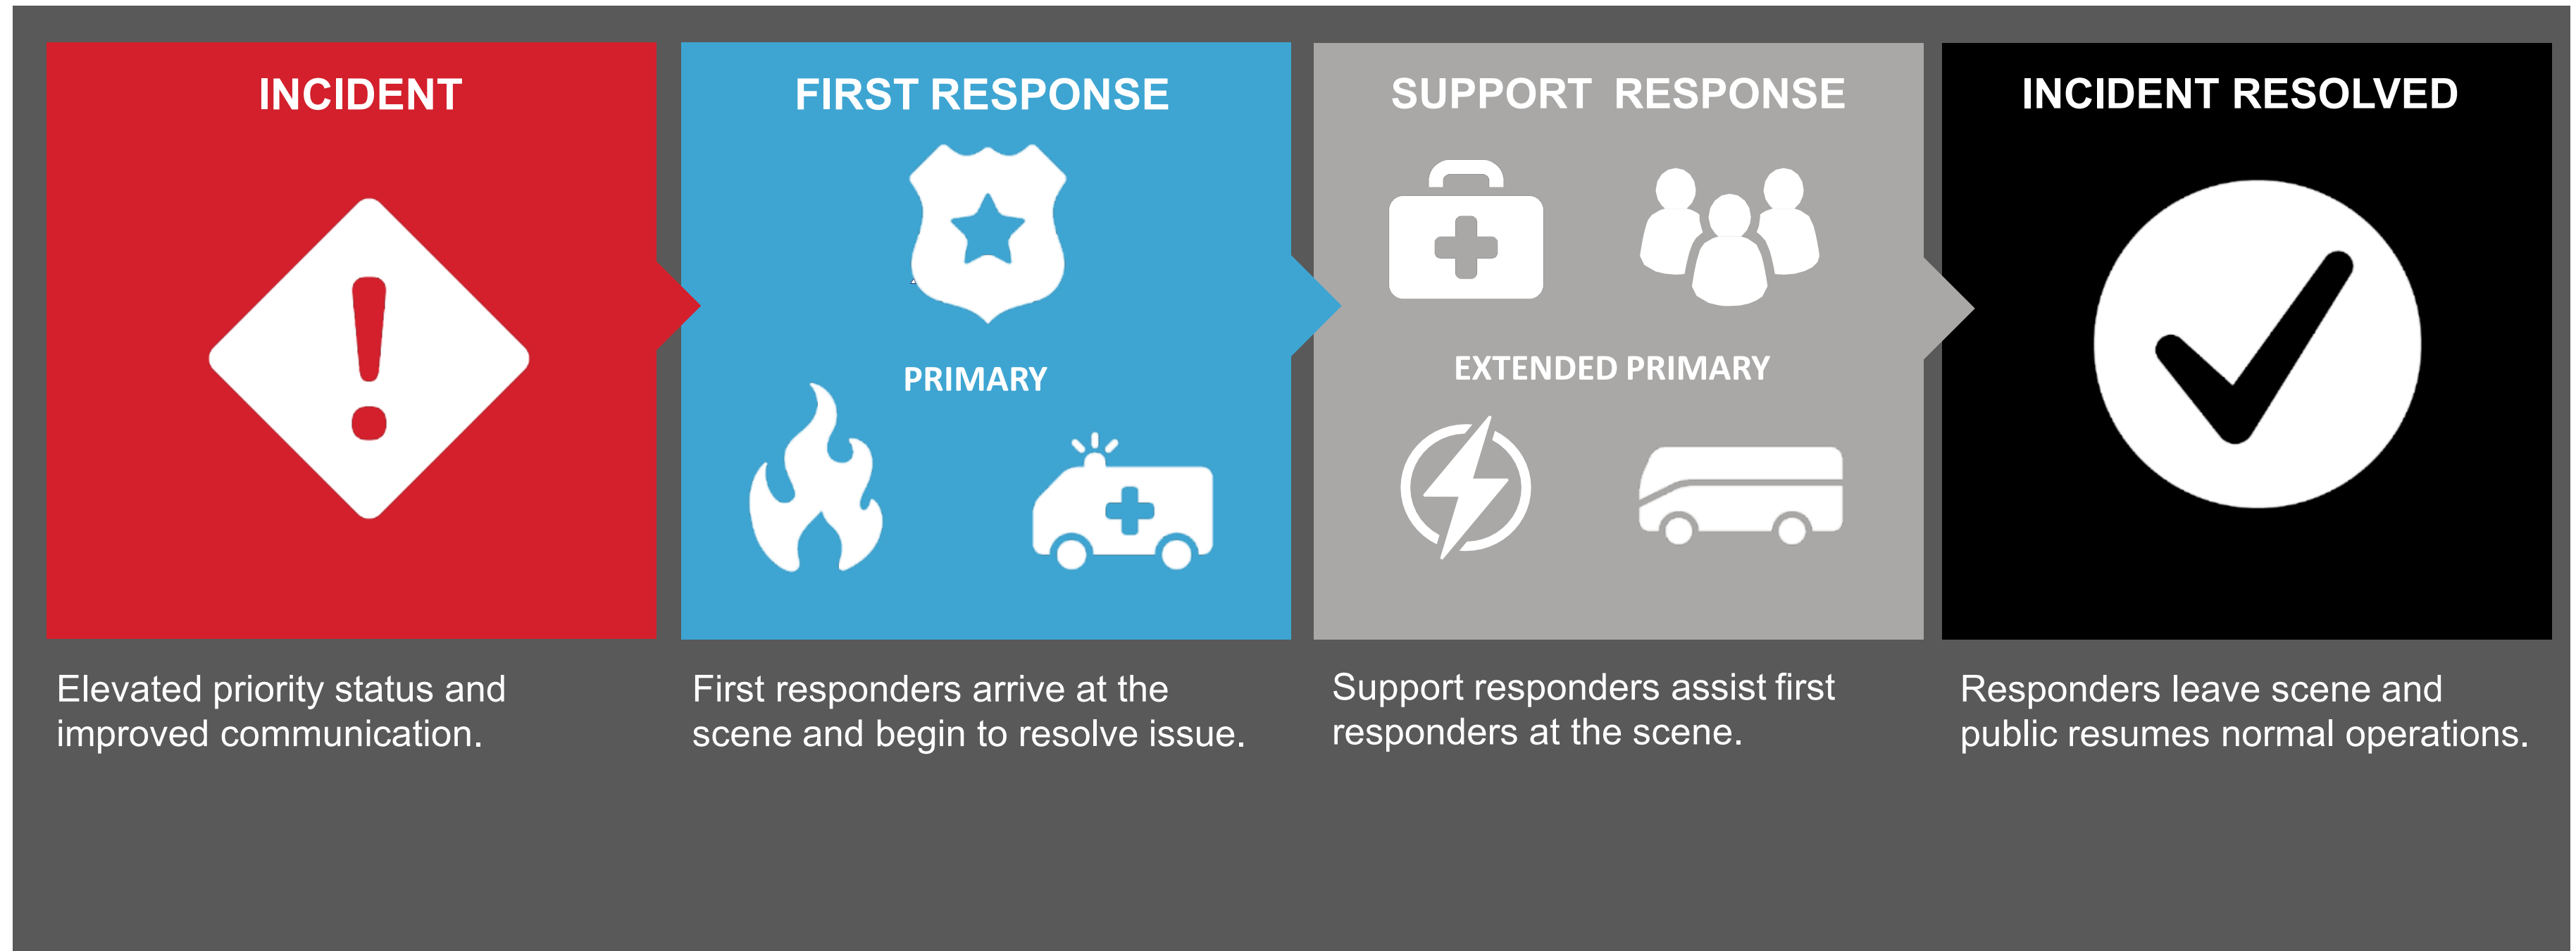 INCIDENT
Elevated priority status and
improved communication.
FIRST RESPONSE
PRIMARY
First responders arrive at the
scene and begin to resolve issue.
SUPPORT RESPONSE
EXTENDED PRIMARY
Support responders assist first
responders at the scene.
INCIDENT RESOLVED
Responders leave scene and
public resumes normal operations.